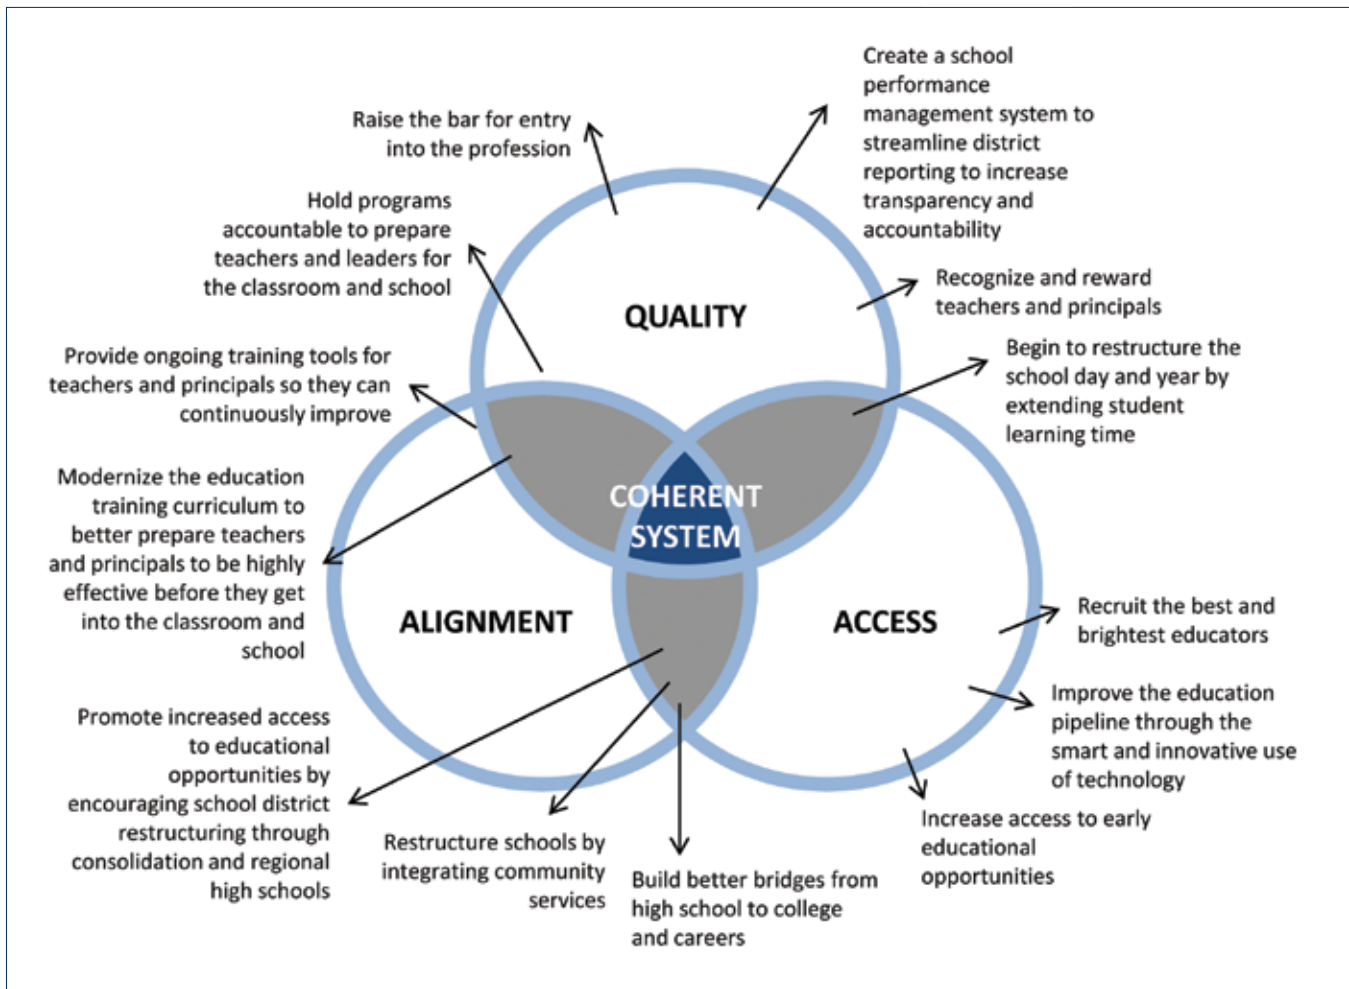 Create a school
performance
management system to
streamline district
reporting to increase
transparency and
accountability
Raise the bar for entry
into the profession
Hold programs
accountable to prepare
teachers and leaders for
the classroom and school
Recognize and reward
teachers and principals
QUALITY
Provide ongoing training tools for
teachers and principals so they can
continuously improve
Begin to restructure the
school day and year by
extending student
learning time
Modernize the education
training curriculum to
better prepare teachers
and principals to be highly
effective before they get
into the classroom and
school
COHERENT
SYSTEM
ALIGNMENT
ACCESS
Recruit the best and
brightest educators
Improve the education
pipeline through the
smart and innovative use
of technology
Promote increased access
to educational
opportunities by
encouraging school district
restructuring through
consolidation and regional
high schools
Restructure schools by
integrating community
services
Build better bridges from
high school to college
and careers
Increase access to early
educational
opportunities